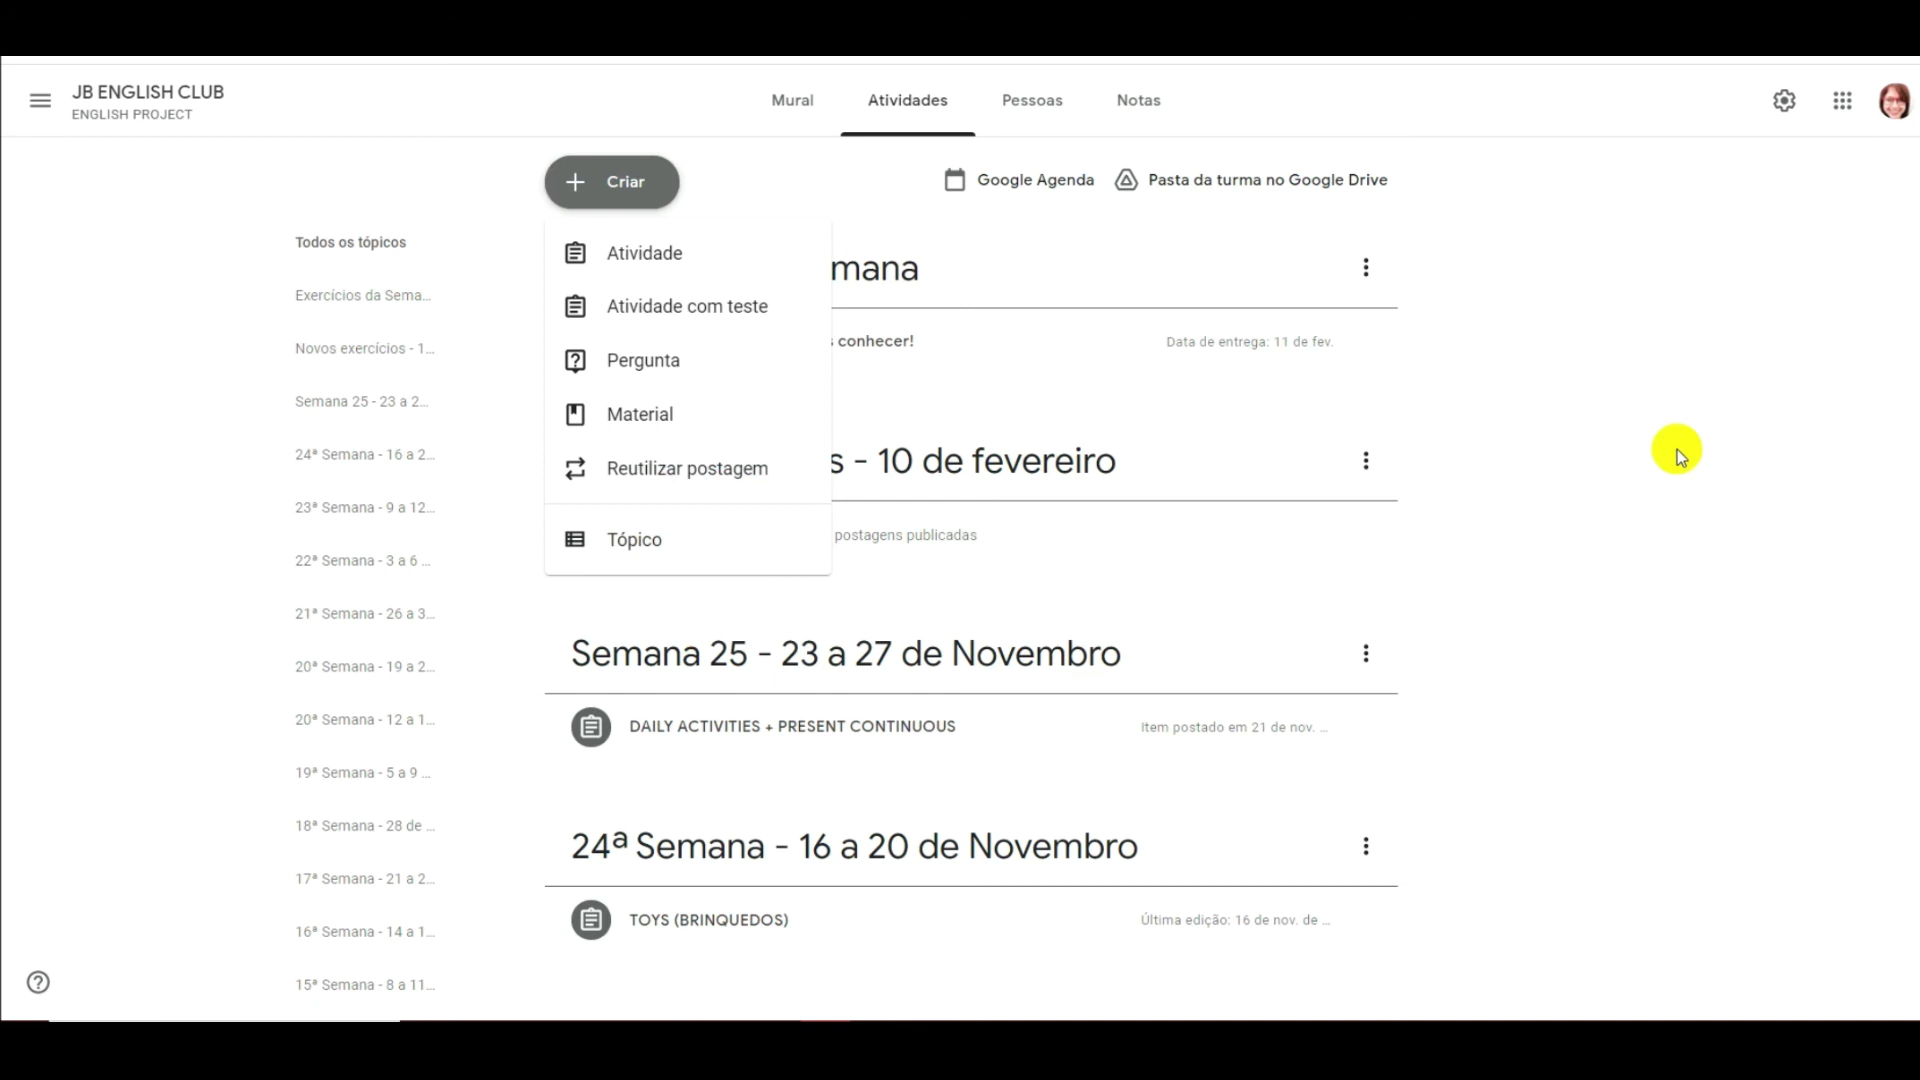 JB ENGLISH CLUB
ENGLISH PROJECT
Mural
Atividades
Pessoas
Notas
Criar
Google Agenda
Pasta da turma no Google Drive
Todos os tópicos
Exercícios da Sema...
Novos exercícios - 1...
Semana 25 - 23 a 2...
24ª Semana - 16 a 2...
23ª Semana - 9 a 12...
22ª Semana - 3 a 6 ...
21ª Semana - 26 a 3...
20ª Semana - 19 a 2...
20ª Semana - 12 a 1...
19ª Semana - 5 a 9 ...
18ª Semana - 28 de ...
17ª Semana - 21 a 2...
16ª Semana - 14 a 1...
15ª Semana - 8 a 11...
Atividade
Atividade com teste
Pergunta
Material
Reutilizar postagem
Tópico
mana
conhecer!
Data de entrega: 11 de fev.
s - 10 de fevereiro
postagens publicadas
Semana 25 - 23 a 27 de Novembro
DAILY ACTIVITIES + PRESENT CONTINUOUS
Item postado em 21 de nov. ...
24ª Semana - 16 a 20 de Novembro
TOYS (BRINQUEDOS)
Última edição: 16 de nov. de ...